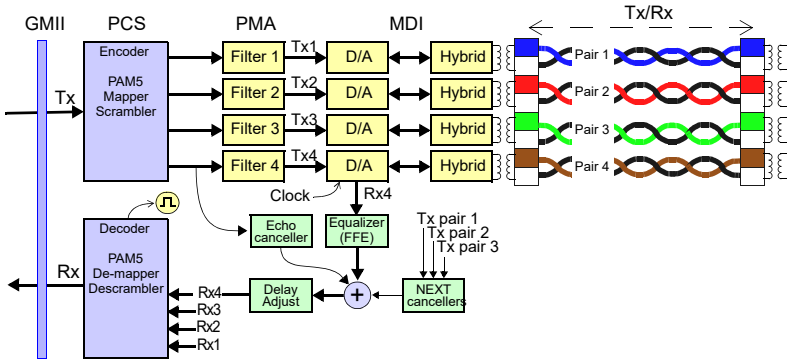 GMII
PCS
PMA
MDI
Tx/Rx
Encoder
PAM5
Mapper
Scrambler
Tx
Filter 1
Tx1
D/A
Hybrid
Pair 1
Filter 2
Tx2
D/A
Hybrid
Pair 2
Filter 3
Tx3
D/A
Hybrid
Pair 3
Filter 4
Tx4
D/A
Hybrid
Pair 4
Clock
Rx4
Decoder
PAM5
De-mapper
Descrambler
Rx
Echo
canceller
Equalizer
(FFE)
Tx pair 1
Tx pair 2
Tx pair 3
Rx4
Rx3
Rx2
Rx1
Delay
Adjust
+
NEXT
cancellers